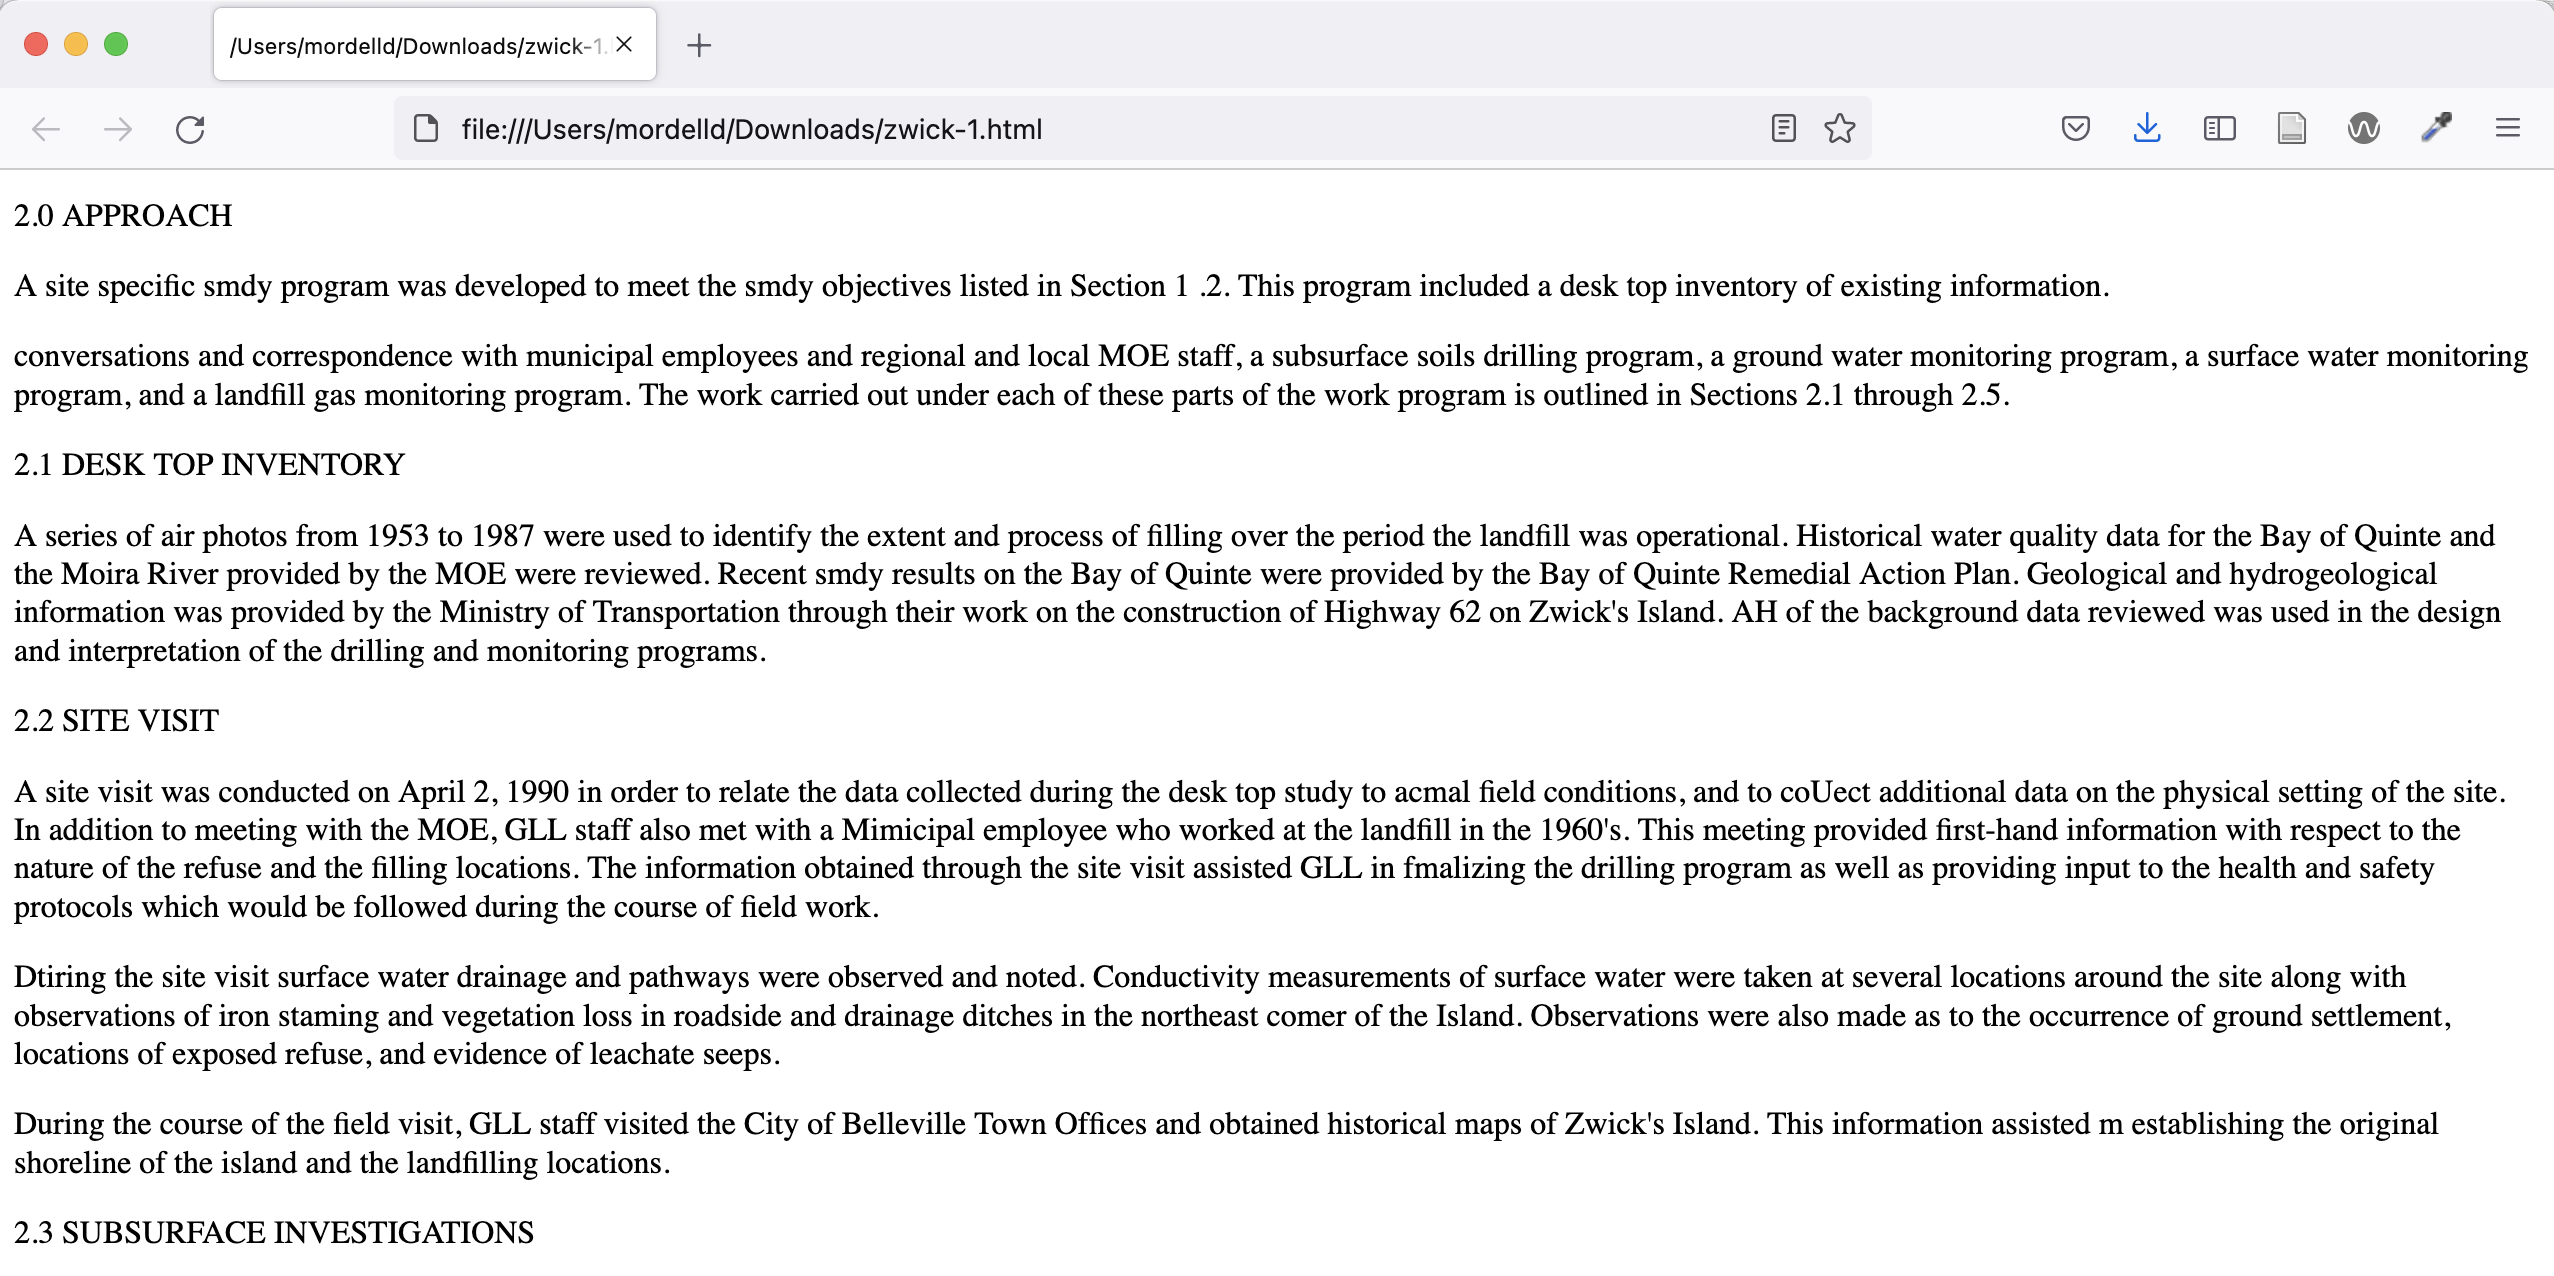 /Users/mordelld/Downloads/zwick-1.
file:///Users/mordelld/Downloads/zwick-1.html
2.0 APPROACH
A site specific smdy program was developed to meet the smdy objectives listed in Section 1 .2. This program included a desk top inventory of existing information.
conversations and correspondence with municipal employees and regional and local MOE staff, a subsurface soils drilling program, a ground water monitoring program, a surface water monitoring
program, and a landfill gas monitoring program. The work carried out under each of these parts of the work program is outlined in Sections 2.1 through 2.5.
2.1 DESK TOP INVENTORY
A series of air photos from 1953 to 1987 were used to identify the extent and process of filling over the period the landfill was operational. Historical water quality data for the Bay of Quinte and
the Moira River provided by the MOE were reviewed. Recent smdy results on the Bay of Quinte were provided by the Bay of Quinte Remedial Action Plan. Geological and hydrogeological
information was provided by the Ministry of Transportation through their work on the construction of Highway 62 on Zwick's Island. AH of the background data reviewed was used in the design
and interpretation of the drilling and monitoring programs.
2.2 SITE VISIT
A site visit was conducted on April 2, 1990 in order to relate the data collected during the desk top study to acmal field conditions, and to coUect additional data on the physical setting of the site.
In addition to meeting with the MOE, GLL staff also met with a Mimicipal employee who worked at the landfill in the 1960's. This meeting provided first-hand information with respect to the
nature of the refuse and the filling locations. The information obtained through the site visit assisted GLL in fmalizing the drilling program as well as providing input to the health and safety
protocols which would be followed during the course of field work.
Dtiring the site visit surface water drainage and pathways were observed and noted. Conductivity measurements of surface water were taken at several locations around the site along with
observations of iron staming and vegetation loss in roadside and drainage ditches in the northeast comer of the Island. Observations were also made as to the occurrence of ground settlement,
locations of exposed refuse, and evidence of leachate seeps.
During the course of the field visit, GLL staff visited the City of Belleville Town Offices and obtained historical maps of Zwick's Island. This information assisted m establishing the original
shoreline of the island and the landfilling locations.
2.3 SUBSURFACE INVESTIGATIONS